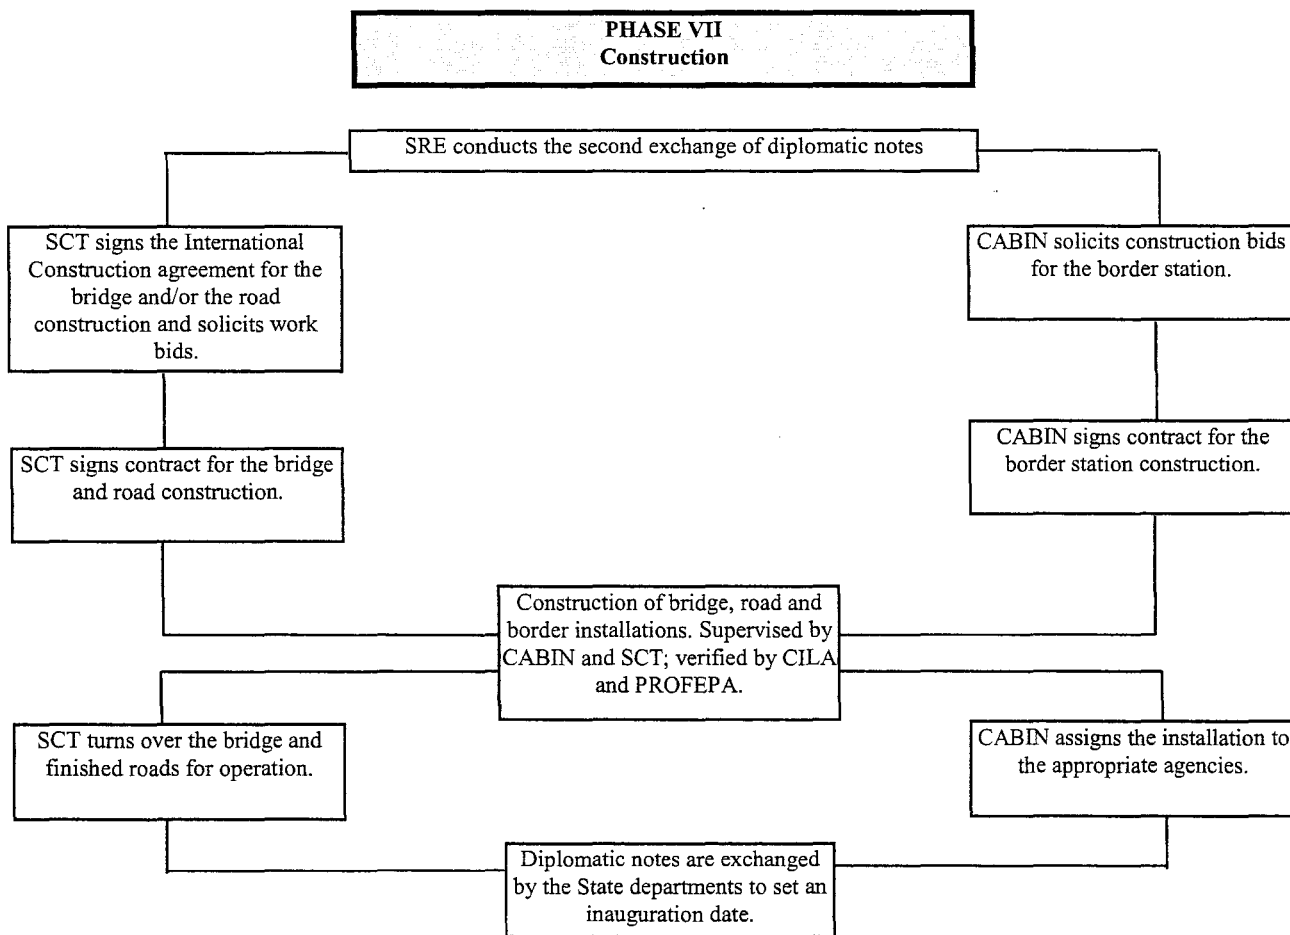 PHASE VII
Construction
SRE conducts the second exchange of diplomatic notes
SCT signs the International
Construction agreement for the
bridge and/or the road
construction and solicits work
bids.
CABIN solicits construction bids
for the border station.
SCT signs contract for the bridge
and road construction.
CABIN signs contract for the
border station construction.
Construction of bridge, road and
border installations. Supervised by
CABIN and SCT; verified by CILA
and PROFEPA.
SCT turns over the bridge and
finished roads for operation.
CABIN assigns the installation to
the appropriate agencies.
Diplomatic notes are exchanged
by the State departments to set an
inauguration date.